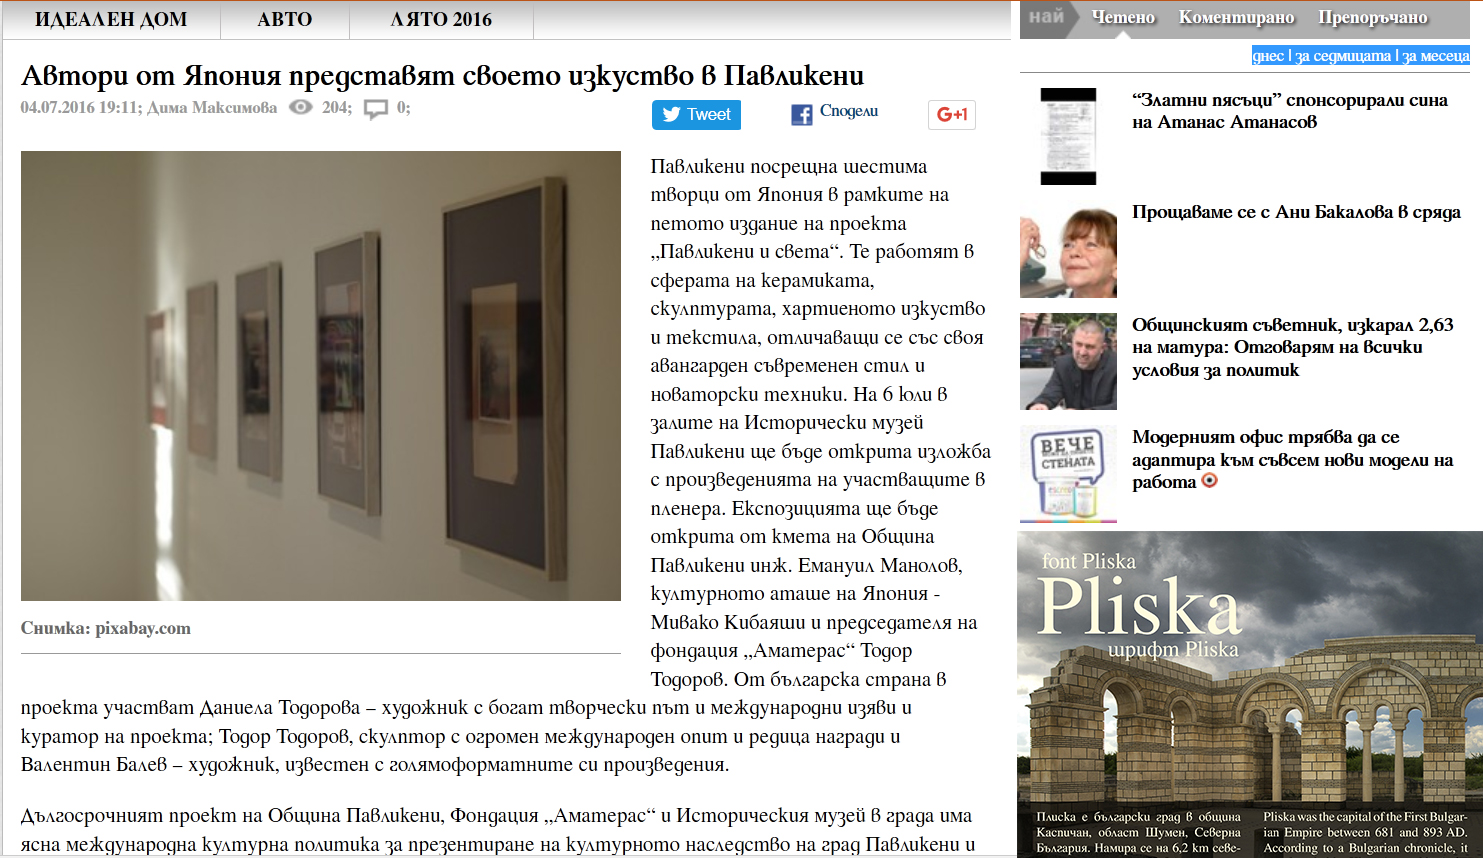 ИДЕАЛЕН ДОМ
АВТО
ЛЯТО 2016
Автори от Япония представят своето изкуство в Павликени
04.07.2016 19:11; Дима Максимова 204; 0;
Tweet
Сподели
G+1
Павликени посрещна шестима
творци от Япония в рамките на
петото издание на проекта
„Павликени и света“. Те работят в
сферата на керамиката,
скулптурата, хартиеното изкуство
и текстила, отличаващи се със своя
авангарден съвременен стил и
новаторски техники. На 6 юли в
залите на Исторически музей
Павликени ще бъде открита изложба
с произведенията на участващите в
пленера. Експозицията ще бъде
открита от кмета на Община
Павликени инж. Емануил Манолов,
културното аташе на Япония -
Мивако Кибаяши и председателя на
фондация „Аматерас“ Тодор
Тодоров. От българска страна в
проекта участват Даниела Тодорова – художник с богат творчески път и международни изяви и
куратор на проекта; Тодор Тодоров, скулптор с огромен международен опит и редица награди и
Валентин Балев – художник, известен с голямоформатните си произведения.
Снимка: pixabay.com
Дългосрочният проект на Община Павликени, Фондация „Аматерас“ и Историческия музей в града има
ясна международна културна политика за презентиране на културното наследство на град Павликени и
най
Четено
Коментирано
Препоръчано
днес | за седмицата | за месеца
“Златни пясъци” спонсорирали сина
на Атанас Атанасов
Прощаваме се с Ани Бакалова в сряда
Общинският съветник, изкарал 2,63
на матура: Отговарям на всички
условия за политик
ВЕЧЕ
СТЕНАТА
Модерният офис трябва да се
адаптира към съвсем нови модели на
работа
font Pliska
Pliska
шрифт Pliska
Плиска е български град в община
Каспичан, област Шумен, Северна
България. Намира се на 6,2 km севе-
Pliska was the capital of the First Bulgar-
ian Empire between 681 and 893 AD.
According to a Bulgarian chronicle, it